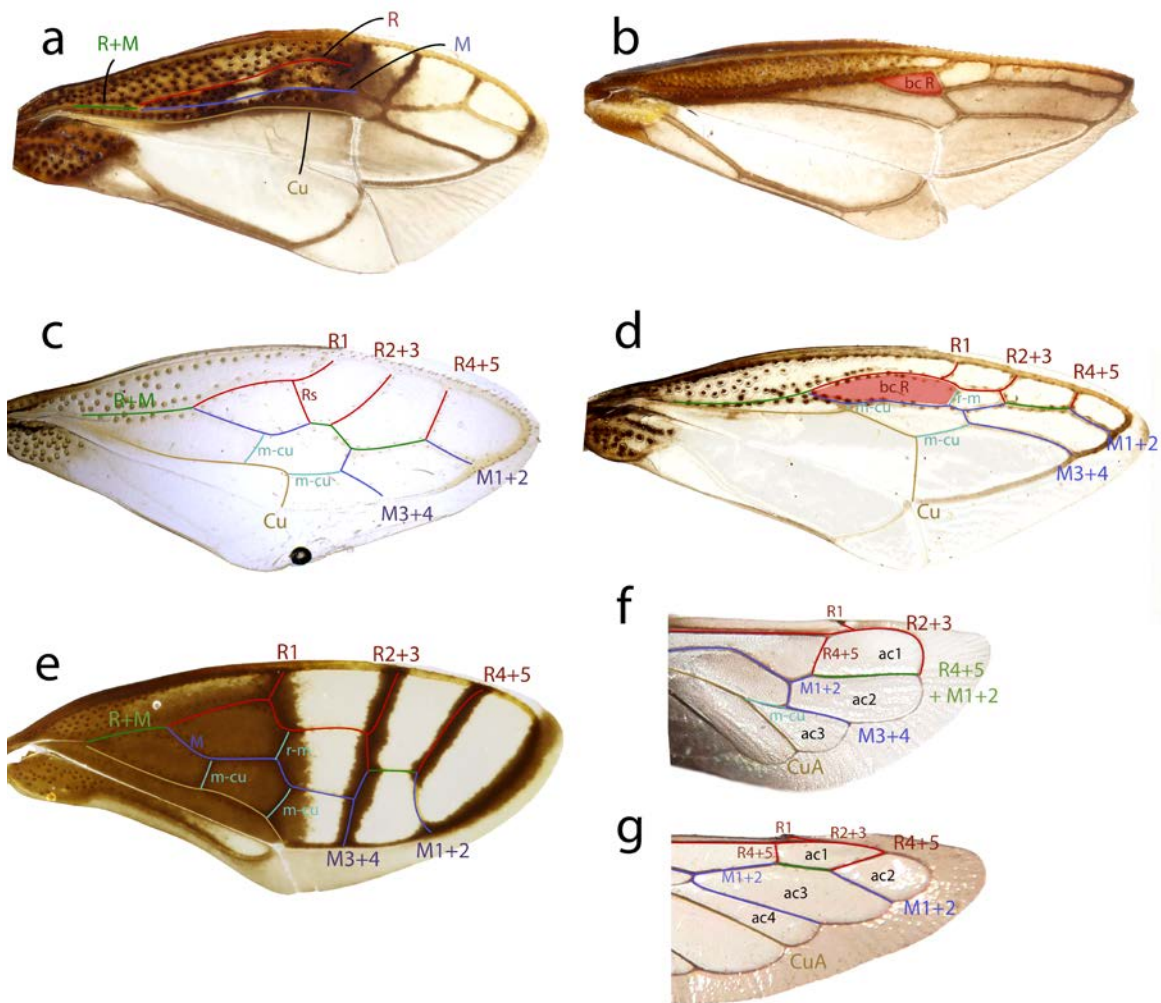 a
R+M
R
M
Cu
b
bc R
c
R1
R2+3
R4+5
R+M
Rs
m-cu
m-cu
M1+2
M3+4
Cu
d
R1
R2+3
R4+5
bc R
r-m
m-cu
m-cu
M1+2
M3+4
Cu
e
R1
R2+3
R4+5
R+M
M
r-m
m-cu
m-cu
M3+4
M1+2
f
R1
R2+3
R4+5
ac1
R4+5
+ M1+2
M1+2
ac2
m-cu
ac3
M3+4
CuA
g
R1
R2+3
R4+5
ac1
R4+5
M1+2
ac2
ac3
M1+2
ac4
CuA